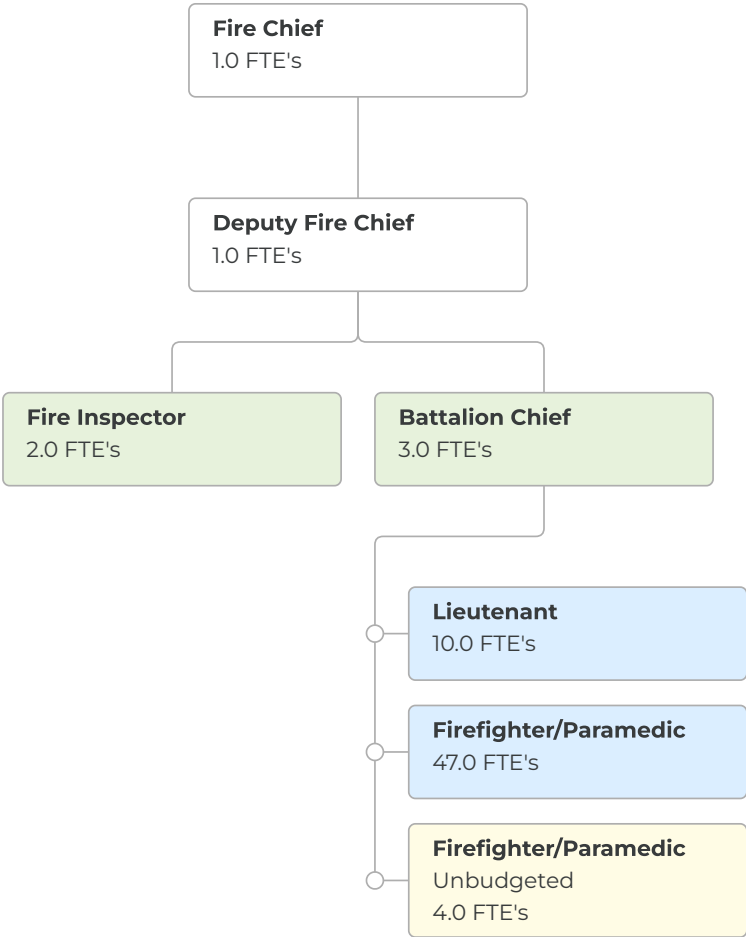 Fire Chief
1.0 FTE's
Deputy Fire Chief
1.0 FTE's
Fire Inspector
2.0 FTE's
Battalion Chief
3.0 FTE's
Lieutenant
10.0 FTE's
Firefighter/Paramedic
47.0 FTE's
Firefighter/Paramedic
Unbudgeted
4.0 FTE's